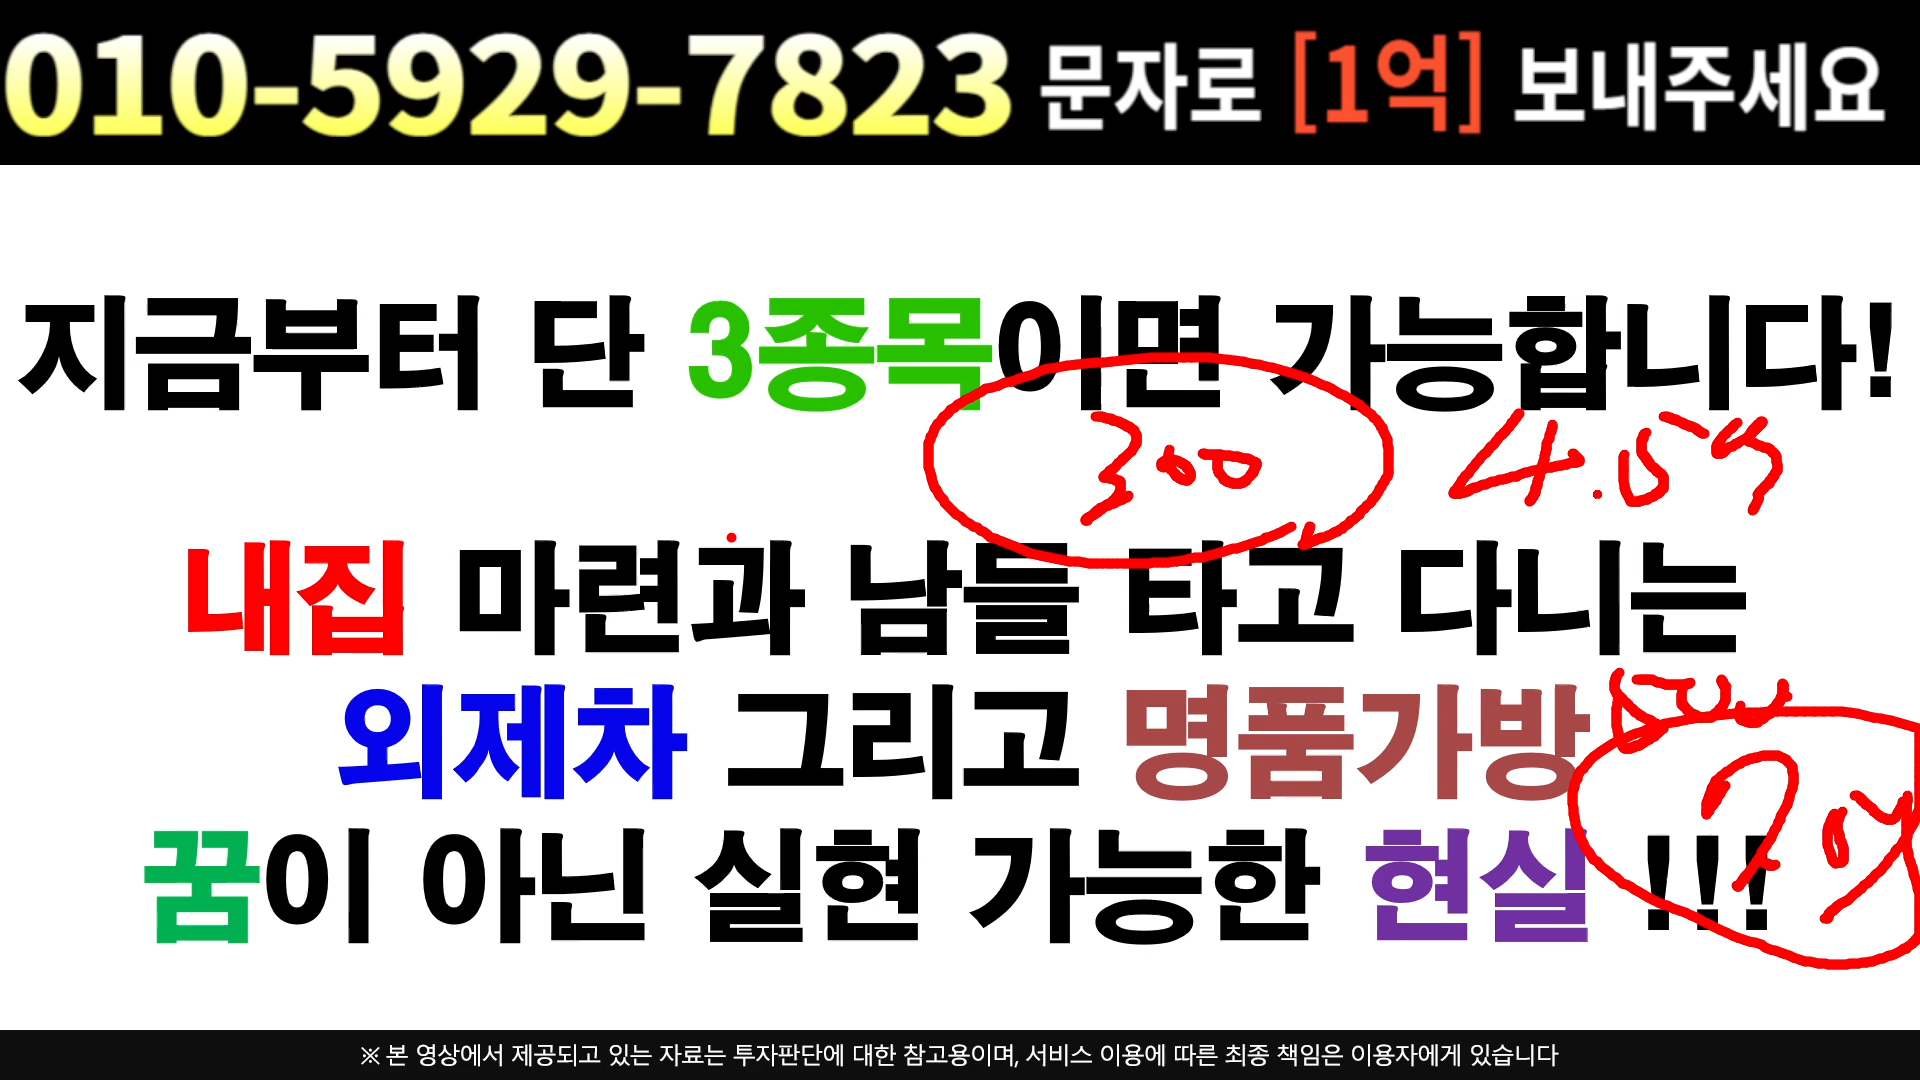 010-5929-7823 문자로 [1억] 보내주세요
지금부터 단 3종목이면 가능합니다!
300
4.5억
내집 마련과 남들 타고 다니는
외제차 그리고 명품가방
500
꿈이 아닌 실현 가능한 현실 !!!
※ 본 영상에서 제공되고 있는 자료는 투자판단에 대한 참고용이며, 서비스 이용에 따른 최종 책임은 이용자에게 있습니다